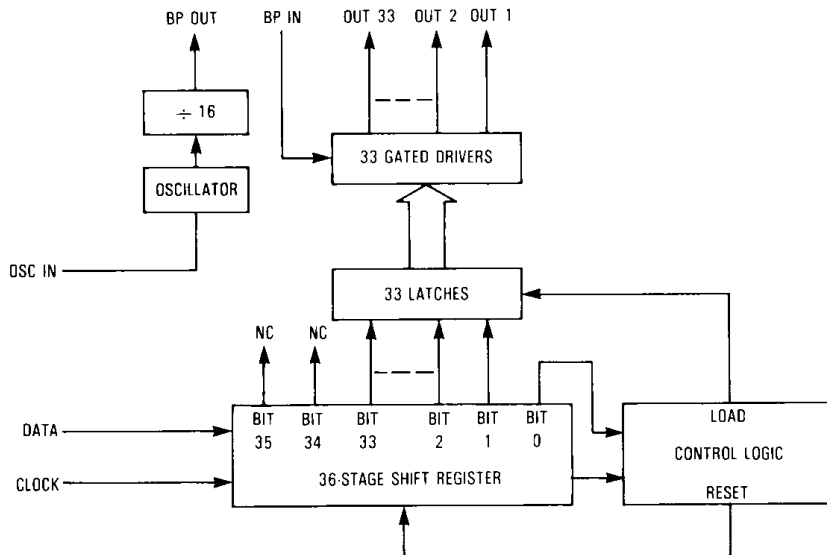 BP OUT
BP IN
OUT 33
OUT 2
OUT 1
÷ 16
33 GATED DRIVERS
OSCILLATOR
OSC IN
33 LATCHES
NC
NC
BIT 35
BIT 34
BIT 33
BIT 2
BIT 1
BIT 0
LOAD
DATA
CONTROL LOGIC
CLOCK
36-STAGE SHIFT REGISTER
RESET